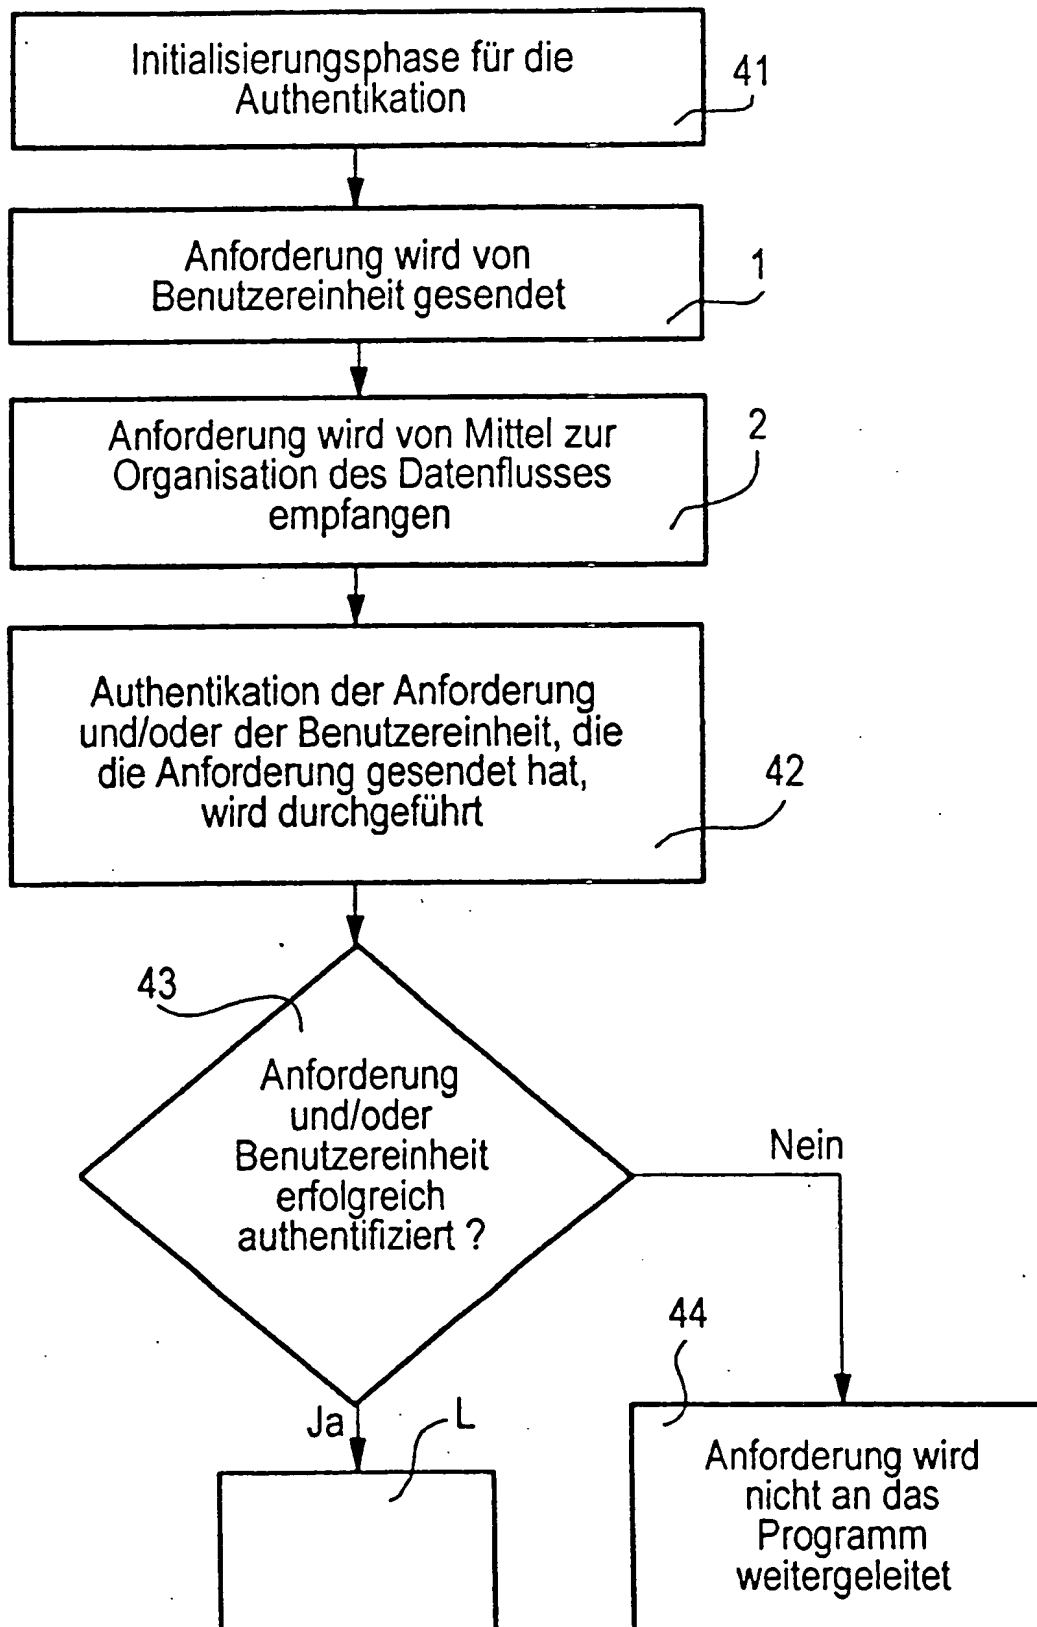 Initialisierungsphase für die
Authentikation
41
Anforderung wird von
Benutzereinheit gesendet
1
Anforderung wird von Mittel zur
Organisation des Datenflusses
empfangen
2
Authentikation der Anforderung
und/oder der Benutzereinheit, die
die Anforderung gesendet hat,
wird durchgeführt
42
43
Anforderung
und/oder
Benutzereinheit
erfolgreich
authentifiziert ?
Nein
Ja
L
44
Anforderung wird
nicht an das
Programm
weitergeleitet